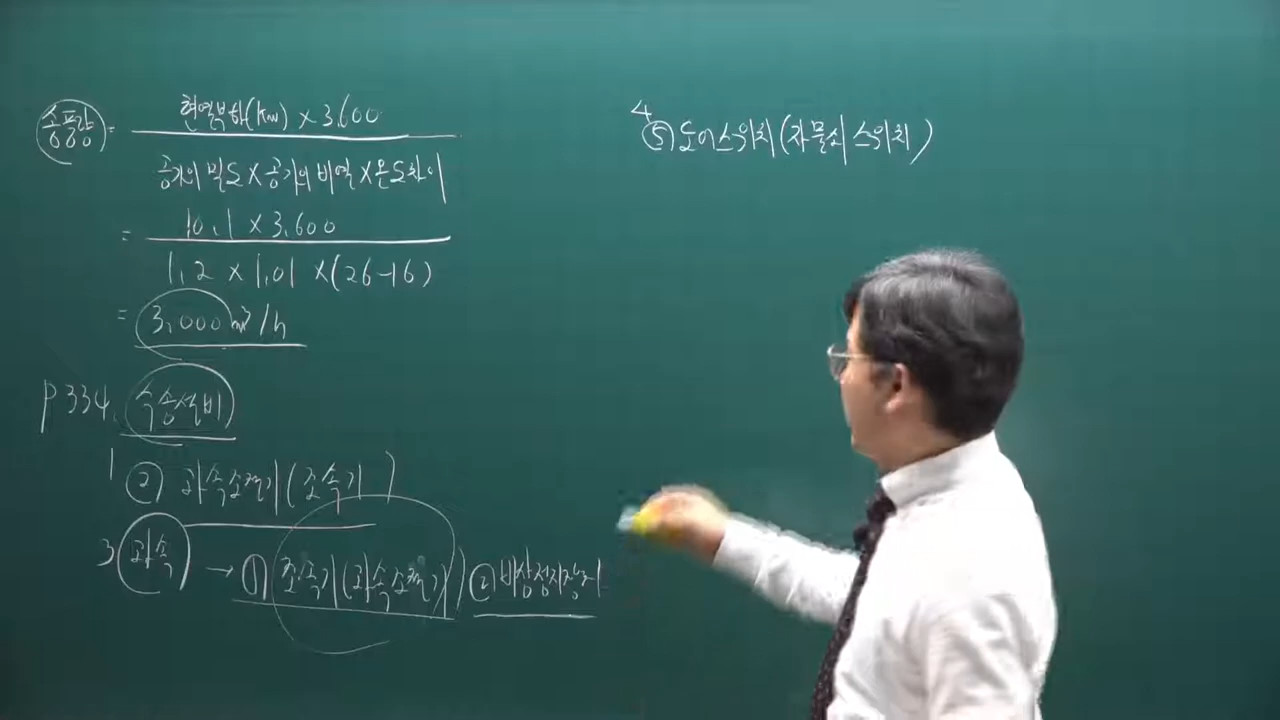 송풍량 = 현열부하(kw) × 3,600
공기의 밀도 × 공기의 비열 × 온도차이
= 10.1 × 3,600
1.2 × 1.01 × (26-16)
= 3,000 m³/h
p 334. 수송설비
1 ② 과속조절기(조속기)
3 과속 → ① 조속기(과속조절기) ② 비상정지장치
4 ⑤ 도어스위치(자물쇠 스위치)